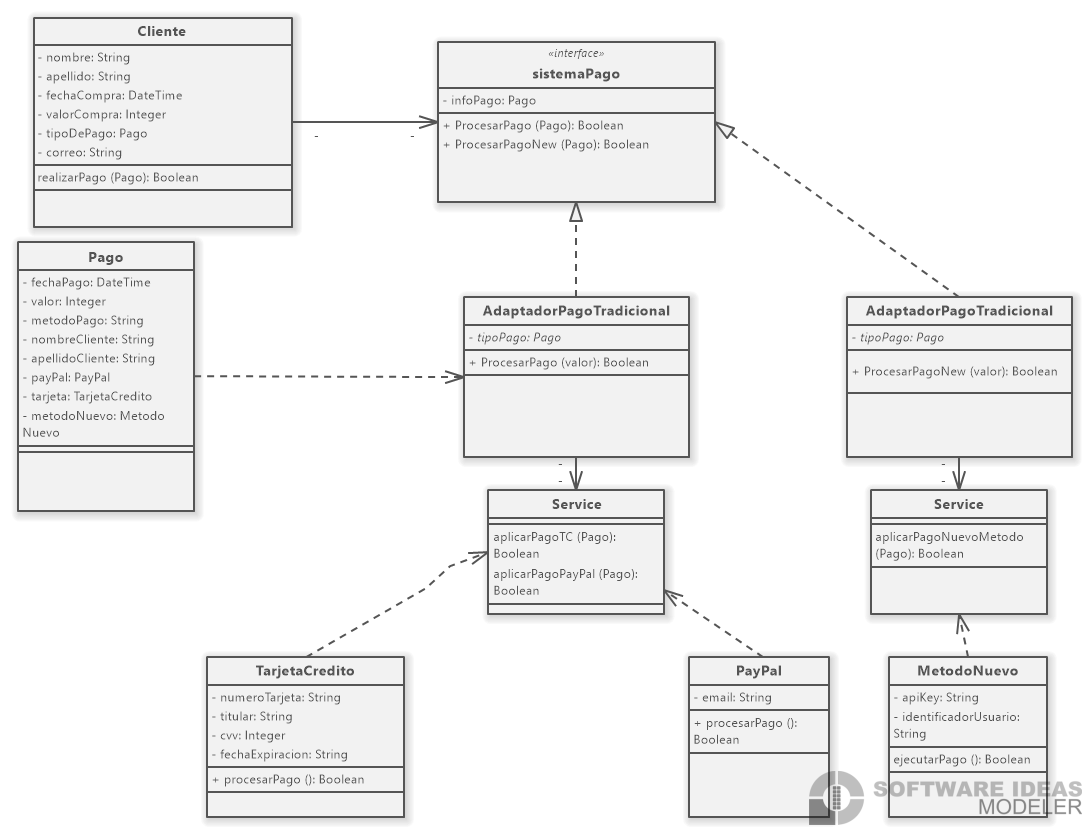 Cliente
- nombre: String
- apellido: String
- fechaCompra: DateTime
- valorCompra: Integer
- tipoDePago: Pago
- correo: String
realizarPago (Pago): Boolean
«interface»
sistemaPago
- infoPago: Pago
+ ProcesarPago (Pago): Boolean
+ ProcesarPagoNew (Pago): Boolean
- -
Pago
- fechaPago: DateTime
- valor: Integer
- metodoPago: String
- nombreCliente: String
- apellidoCliente: String
- payPal: PayPal
- tarjeta: TarjetaCredito
- metodoNuevo: Metodo
Nuevo
AdaptadorPagoTradicional
- tipoPago: Pago
+ ProcesarPago (valor): Boolean
-
-
AdaptadorPagoTradicional
- tipoPago: Pago
+ ProcesarPagoNew (valor): Boolean
-
-
Service
aplicarPagoTC (Pago):
Boolean
aplicarPagoPayPal (Pago):
Boolean
Service
aplicarPagoNuevoMetodo
(Pago): Boolean
TarjetaCredito
- numeroTarjeta: String
- titular: String
- cvv: Integer
- fechaExpiracion: String
+ procesarPago (): Boolean
PayPal
- email: String
+ procesarPago ():
Boolean
MetodoNuevo
- apiKey: String
- identificadorUsuario:
String
ejecutarPago (): Boolean
SOFTWARE IDEAS
MODELER